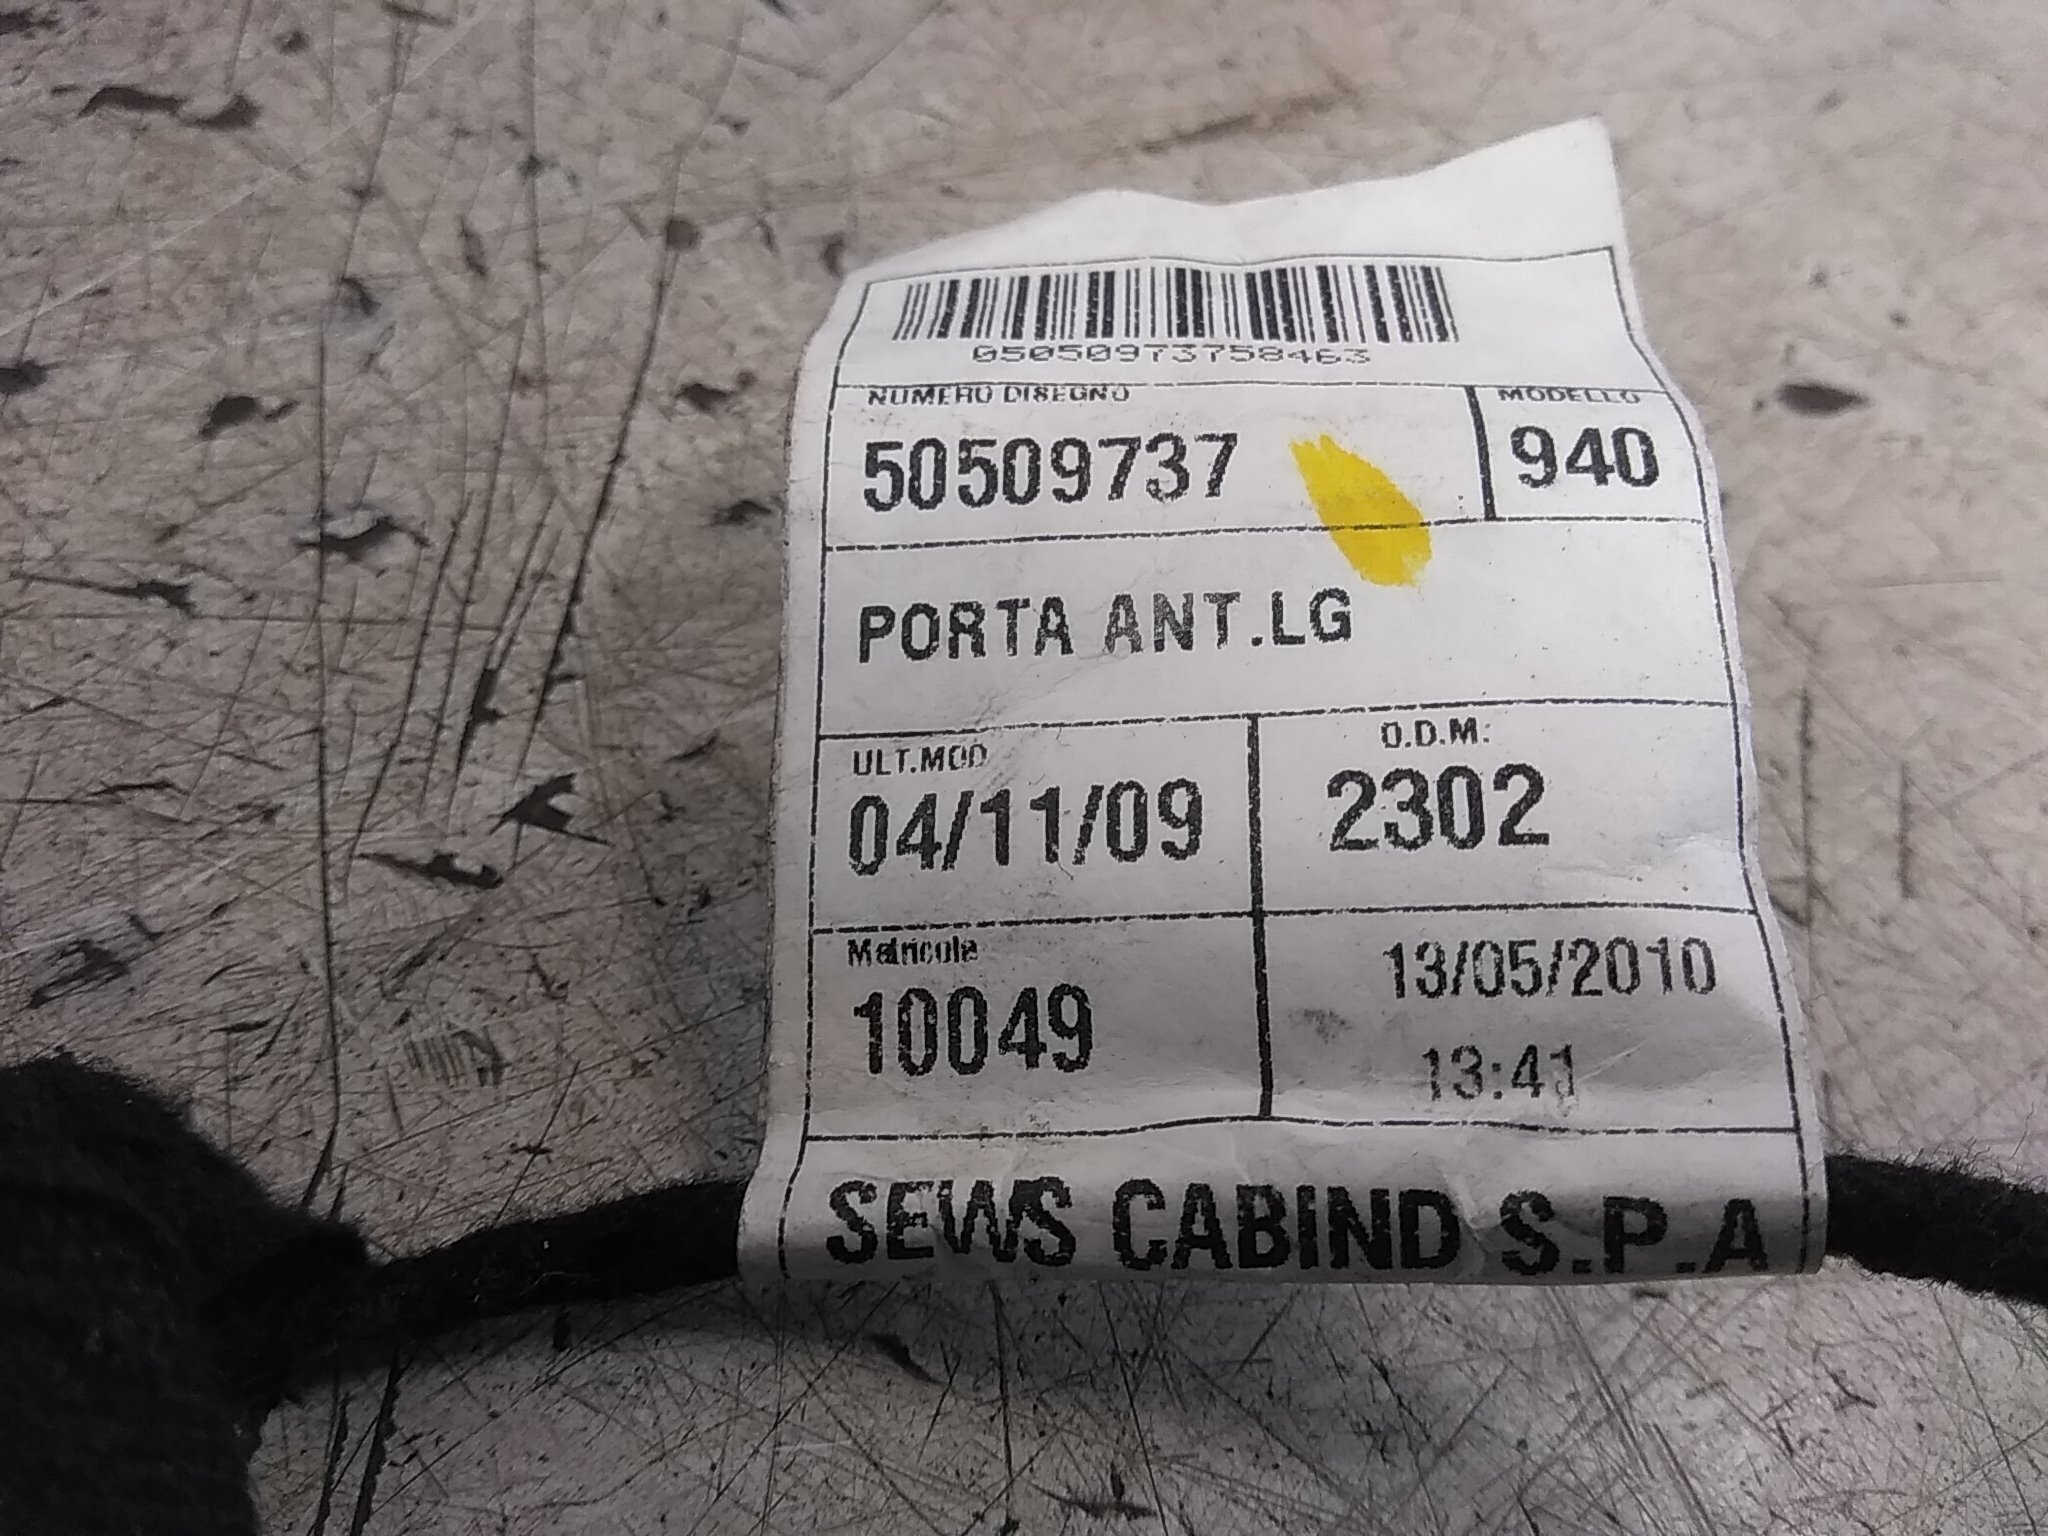 05050973758463
NUMERO DISEGNO MODELLO
50509737 940
PORTA ANT.LG
ULT.MOD O.D.M:
04/11/09 2302
Matricola 13/05/2010
10049 13:41
SEWS CABIND S.P.A